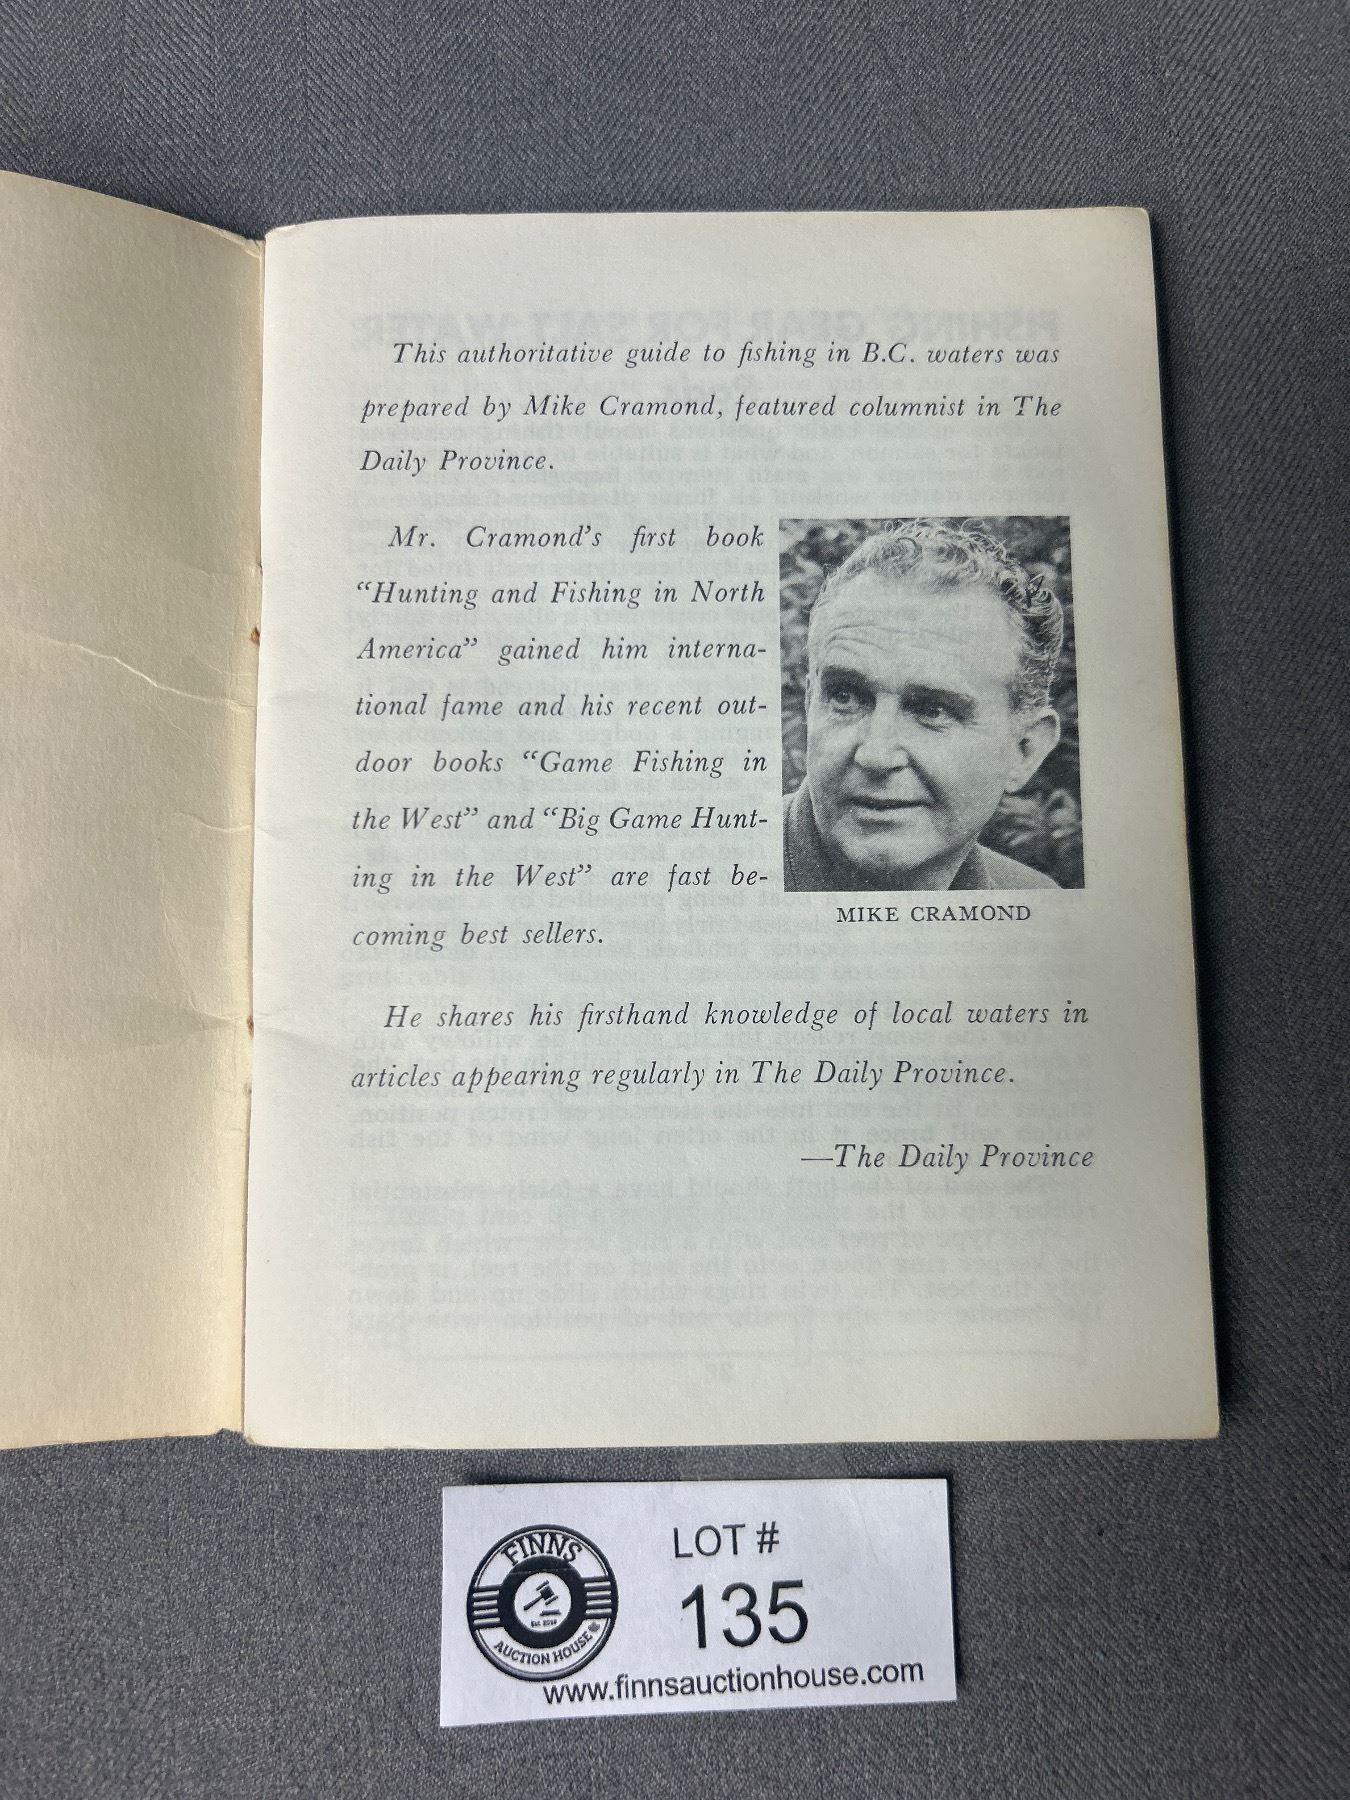 This authoritative guide to fishing in B.C. waters was
prepared by Mike Cramond, featured columnist in The
Daily Province.
Mr. Cramond's first book
“Hunting and Fishing in North
America” gained him interna-
tional fame and his recent out-
door books “Game Fishing in
the West” and “Big Game Hunt-
ing in the West” are fast be-
coming best sellers.
MIKE CRAMOND
He shares his firsthand knowledge of local waters in
articles appearing regularly in The Daily Province.
—The Daily Province
FINNS
AUCTION HOUSE
LOT #
135
www.finnsauctionhouse.com